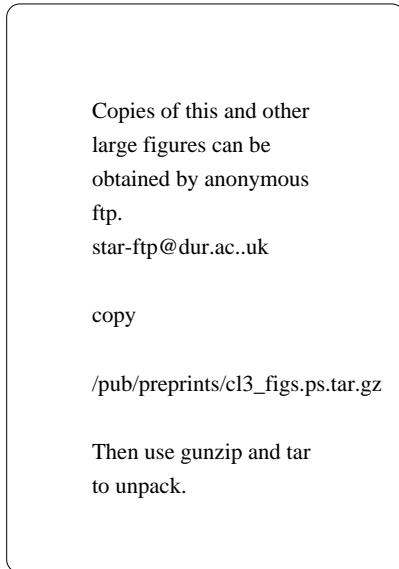 Copies of this and other
large figures can be
obtained by anonymous
ftp.
star-ftp@dur.ac..uk
copy
/pub/preprints/cl3_figs.ps.tar.gz
Then use gunzip and tar
to unpack.